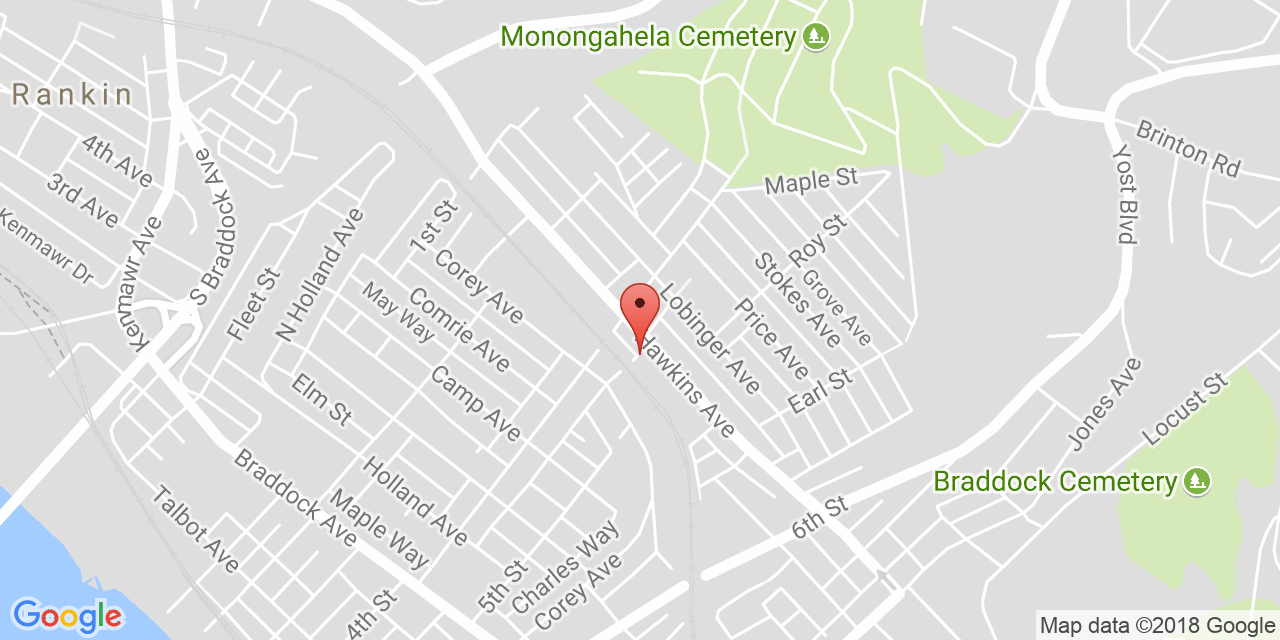 Monongahela Cemetery
Rankin
4th Ave
3rd Ave
Kenmawr Dr
Kenmawr Ave
S Braddock Ave
Fleet St
N Holland Ave
1st St
Corey Ave
Comrie Ave
May Way
Camp Ave
Elm St
Holland Ave
Maple Way
Braddock Ave
Talbot Ave
4th St
5th St
Charles Way
Corey Ave
Hawkins Ave
Lobinger Ave
Price Ave
Stokes Ave
Grove Ave
Roy St
Maple St
Earl St
6th St
Brinton Rd
Yost Blvd
Jones Ave
Locust St
Braddock Cemetery
Google
Map data ©2018 Google